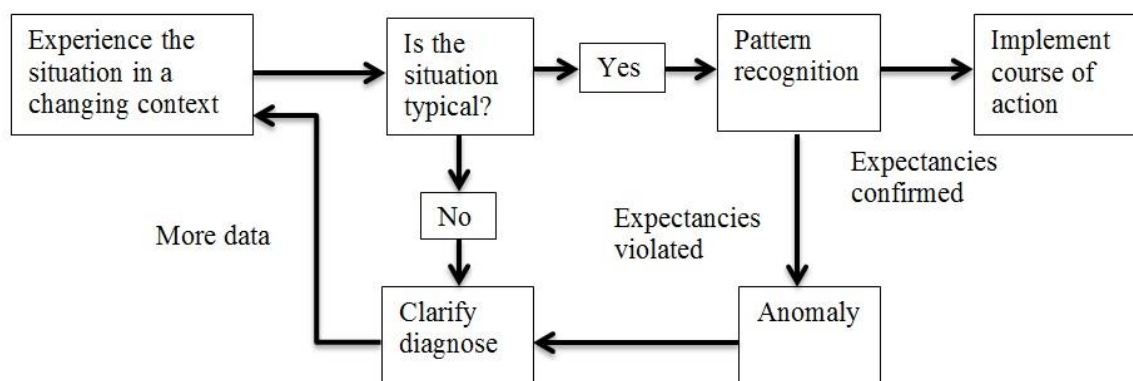 Experience the
situation in a
changing context
Is the
situation
typical?
Yes
Pattern
recognition
Implement
course of
action
Expectancies
confirmed
No
Expectancies
violated
More data
Clarify
diagnose
Anomaly